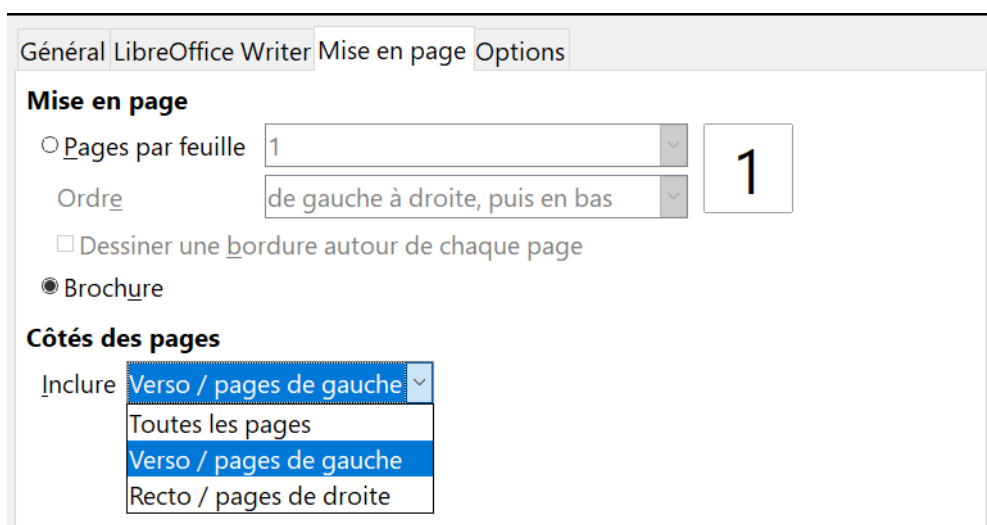 Général LibreOffice Writer Mise en page Options
Mise en page
Pages par feuille 1
1
Ordre de gauche à droite, puis en bas
Dessiner une bordure autour de chaque page
Brochure
Côtés des pages
Inclure Verso / pages de gauche
Toutes les pages
Verso / pages de gauche
Recto / pages de droite